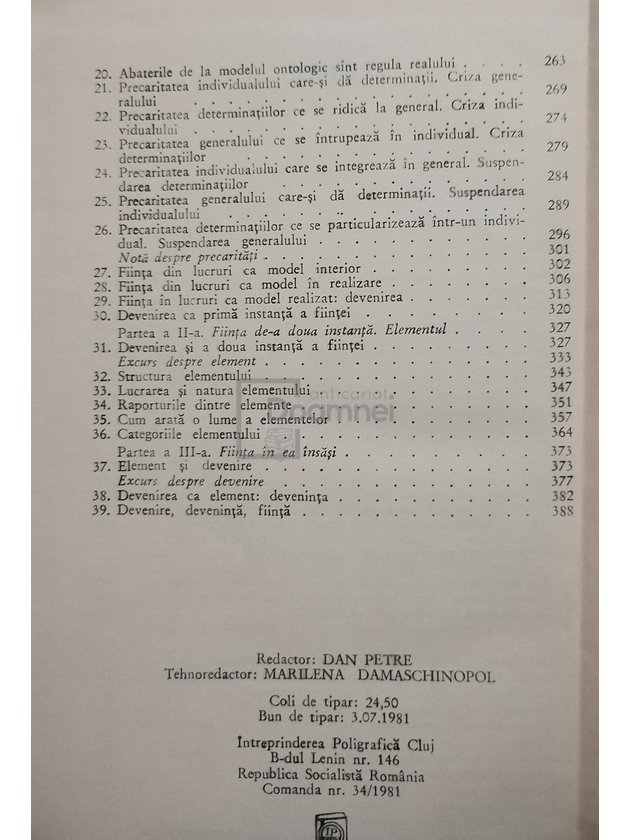 20. Abaterile de la modelul ontologic sînt regula realului . . . . 263
21. Precaritatea individualului care-și dă determinații. Criza gene-
ralului . . . . . . . . . . . . . . . . 269
22. Precaritatea determinațiilor ce se ridică la general. Criza indi-
vidualului . . . . . . . . . . . . . . . 274
23. Precaritatea generalului ce se întrupează în individual. Criza
determinațiilor . . . . . . . . . . . . . 279
24. Precaritatea individualului care se integrează în general. Suspen-
darea determinațiilor . . . . . . . . . . . 284
25. Precaritatea generalului care-și dă determinații. Suspendarea
individualului . . . . . . . . . . . . . . 289
26. Precaritatea determinațiilor ce se particularizează într-un indivi-
dual. Suspendarea generalului . . . . . . . . . . 296
Notă despre precarități . . . . . . . . . . . . 301
27. Ființa din lucruri ca model interior . . . . . . . . 302
28. Ființa din lucruri ca model în realizare . . . . . . . 306
29. Ființa în lucruri ca model realizat: devenirea . . . . . . 313
30. Devenirea ca primă instanță a ființei . . . . . . . . 320
Partea a II-a. Ființa de-a doua instanță. Elementul . . . . 327
31. Devenirea și a doua instanță a ființei . . . . . . . . 327
Excurs despre element . . . . . . . . . . . . 333
32. Structura elementului . . . . . . . . . . . . 343
33. Lucrarea și natura elementului . . . . . . . . . . 347
34. Raporturile dintre elemente . . . . . . . . . . 351
35. Cum arată o lume a elementelor . . . . . . . . . 357
36. Categoriile elementului . . . . . . . . . . . . 364
Partea a III-a. Ființa în ea însăși . . . . . . . . . 373
37. Element și devenire . . . . . . . . . . . . . 373
Excurs despre devenire . . . . . . . . . . . . 377
38. Devenirea ca element: devenința . . . . . . . . . 382
39. Devenire, devenință, ființă . . . . . . . . . . . 388
anticariat
Doamnei
Redactor: DAN PETRE
Tehnoredactor: MARILENA DAMASCHINOPOL
Coli de tipar: 24,50
Bun de tipar: 3.07.1981
Întreprinderea Poligrafică Cluj
B-dul Lenin nr. 146
Republica Socialistă România
Comanda nr. 34/1981